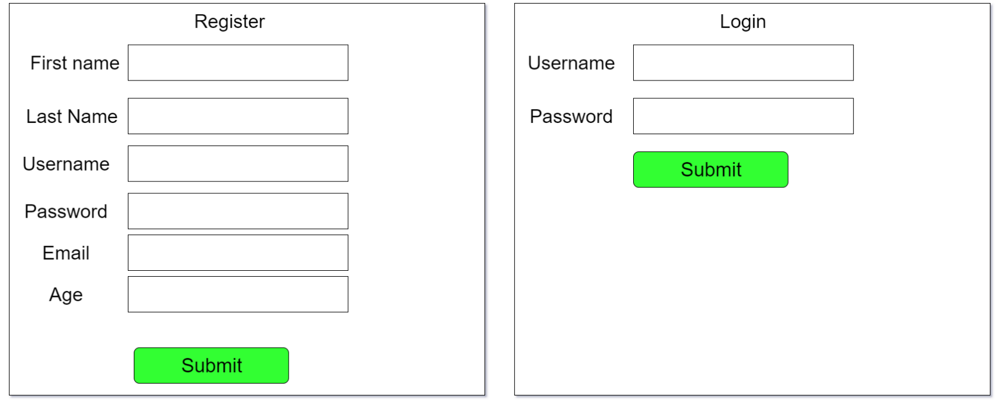 Register
First name
Last Name
Username
Password
Email
Age
Submit
Login
Username
Password
Submit